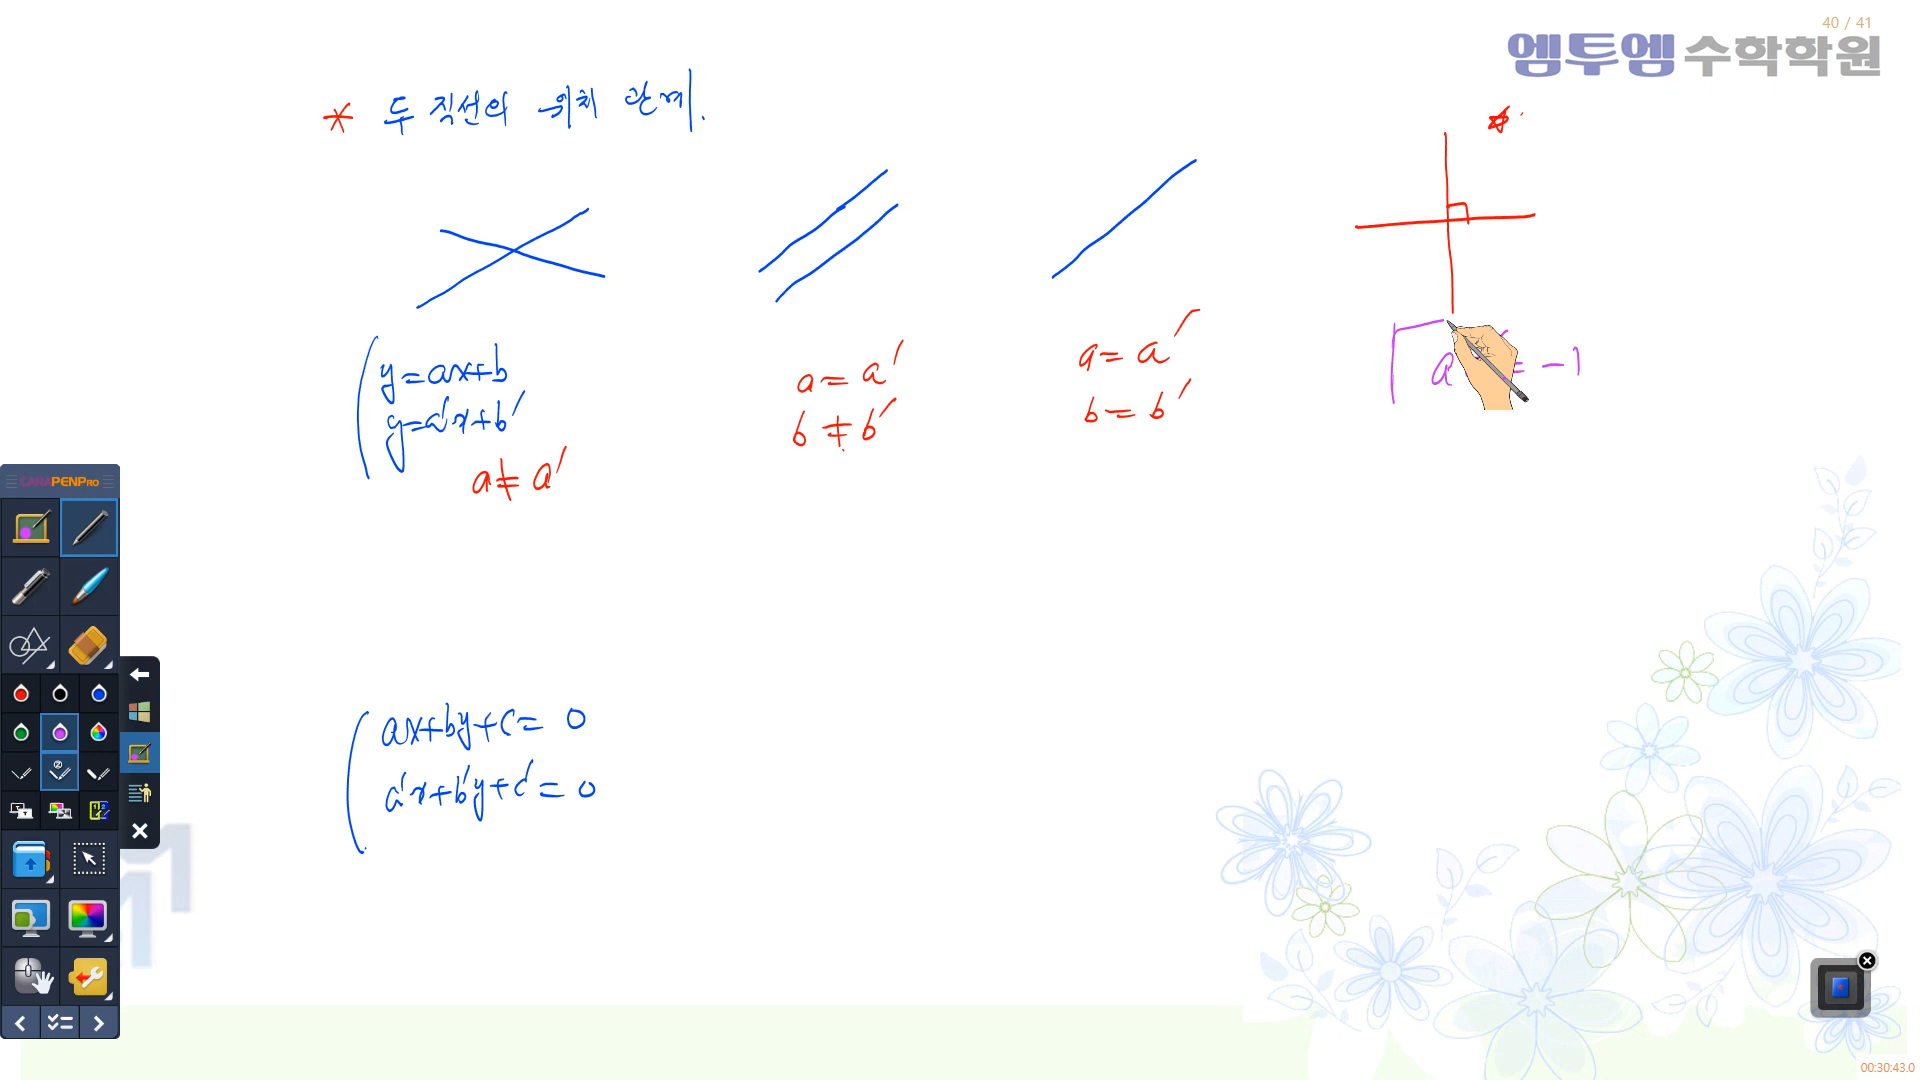 40 / 41
엠투엠 수학학원
* 두 직선의 위치 관계.
y=ax+b
y=a'x+b'
a≠a'
a=a'
b≠b'
a=a'
b=b'
a = -1
CAMPENPRO
ax+by+c=0
a'x+b'y+c'=0
00:30:43.0